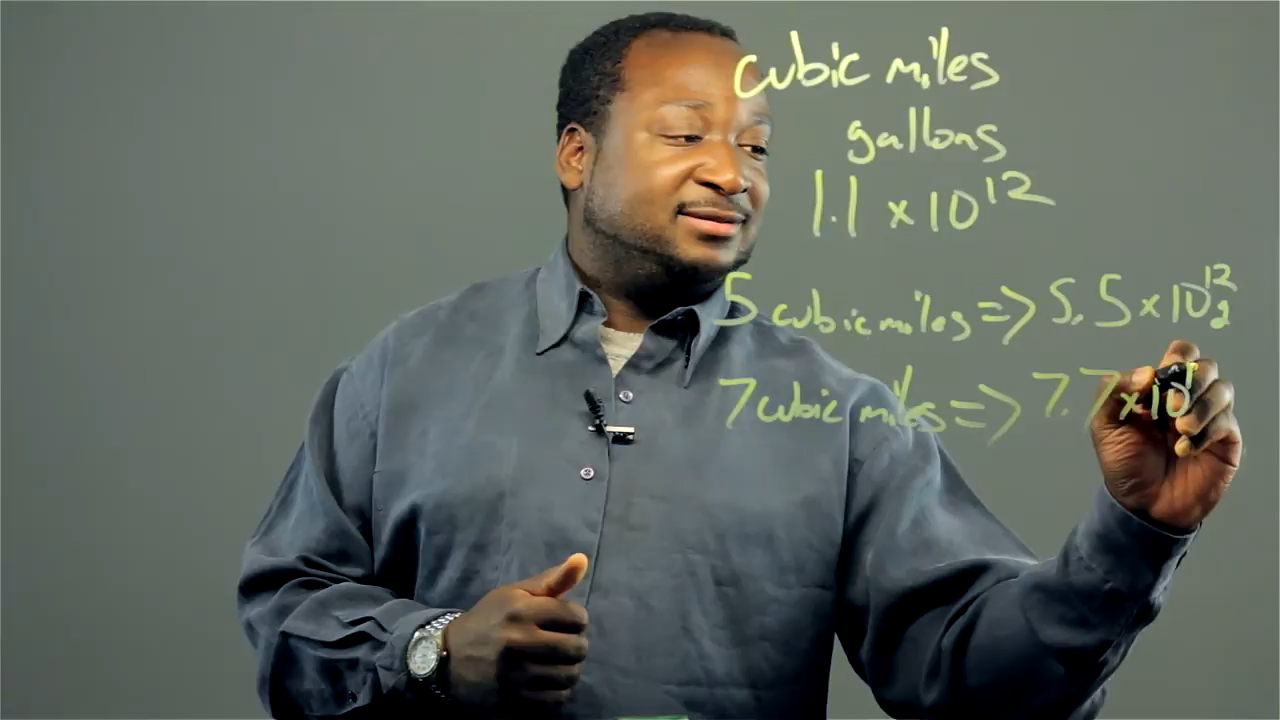 cubic miles
gallons
1.1 x 10^12
5 cubic miles => 5.5 x 10^12
7 cubic miles => 7.7 x 10^1